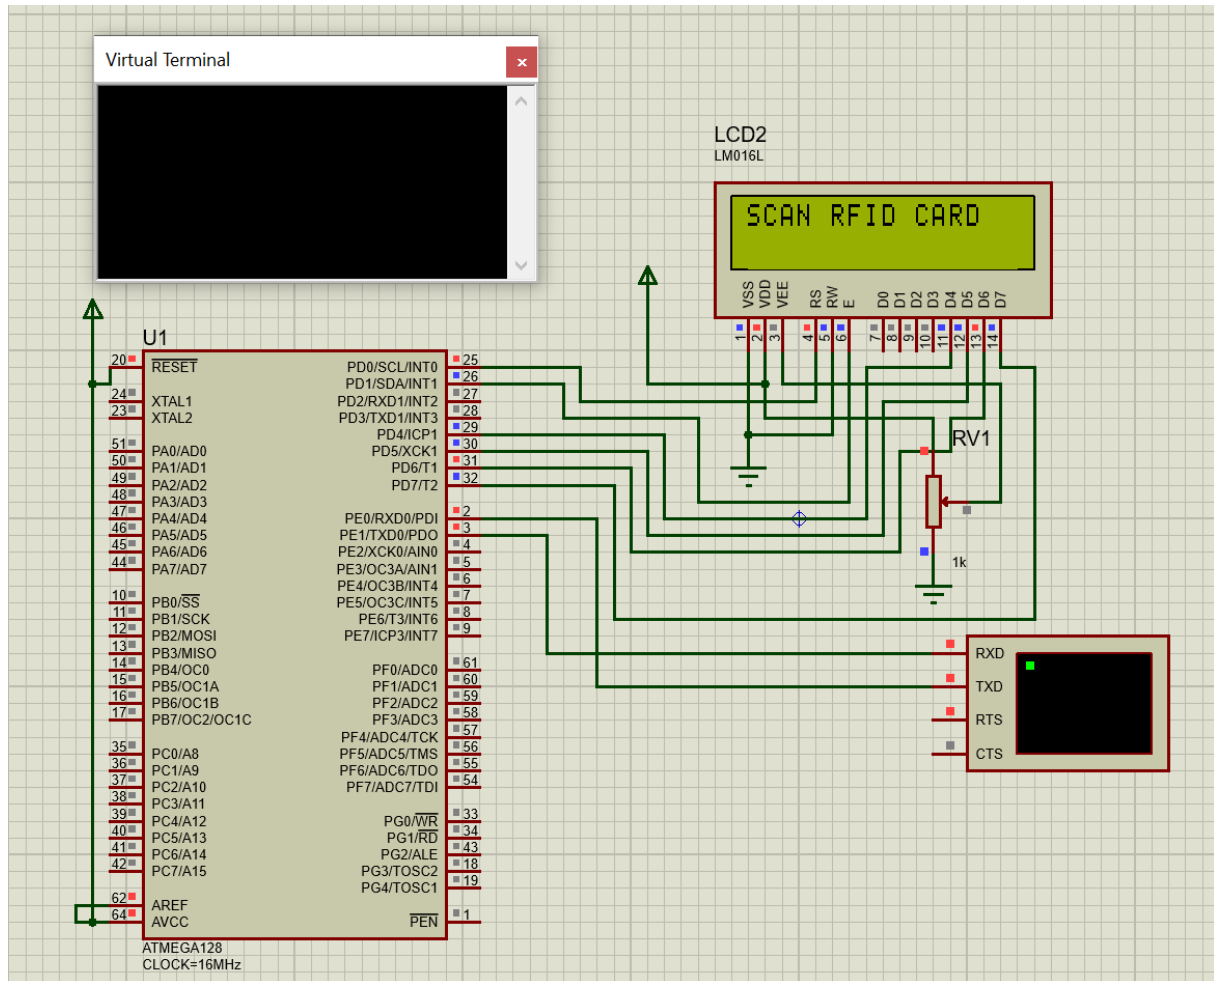 Virtual Terminal
x
LCD2
LM016L
SCAN RFID CARD
VSS
VDD
VEE
RS
RW
E
D0
D1
D2
D3
D4
D5
D6
D7
1
2
3
4
5
6
7
8
9
10
11
12
13
14
U1
20 RESET
24 XTAL1
23 XTAL2
51 PA0/AD0
50 PA1/AD1
49 PA2/AD2
48 PA3/AD3
47 PA4/AD4
46 PA5/AD5
45 PA6/AD6
44 PA7/AD7
10 PB0/SS
11 PB1/SCK
12 PB2/MOSI
13 PB3/MISO
14 PB4/OC0
15 PB5/OC1A
16 PB6/OC1B
17 PB7/OC2/OC1C
35 PC0/A8
36 PC1/A9
37 PC2/A10
38 PC3/A11
39 PC4/A12
40 PC5/A13
41 PC6/A14
42 PC7/A15
62 AREF
64 AVCC
PD0/SCL/INT0 25
PD1/SDA/INT1 26
PD2/RXD1/INT2 27
PD3/TXD1/INT3 28
PD4/ICP1 29
PD5/XCK1 30
PD6/T1 31
PD7/T2 32
PE0/RXD0/PDI 2
PE1/TXD0/PDO 3
PE2/XCK0/AIN0 4
PE3/OC3A/AIN1 5
PE4/OC3B/INT4 6
PE5/OC3C/INT5 7
PE6/T3/INT6 8
PE7/ICP3/INT7 9
PF0/ADC0 61
PF1/ADC1 60
PF2/ADC2 59
PF3/ADC3 58
PF4/ADC4/TCK 57
PF5/ADC5/TMS 56
PF6/ADC6/TDO 55
PF7/ADC7/TDI 54
PG0/WR 33
PG1/RD 34
PG2/ALE 43
PG3/TOSC2 18
PG4/TOSC1 19
PEN 1
ATMEGA128
CLOCK=16MHz
RV1
1k
RXD
TXD
RTS
CTS